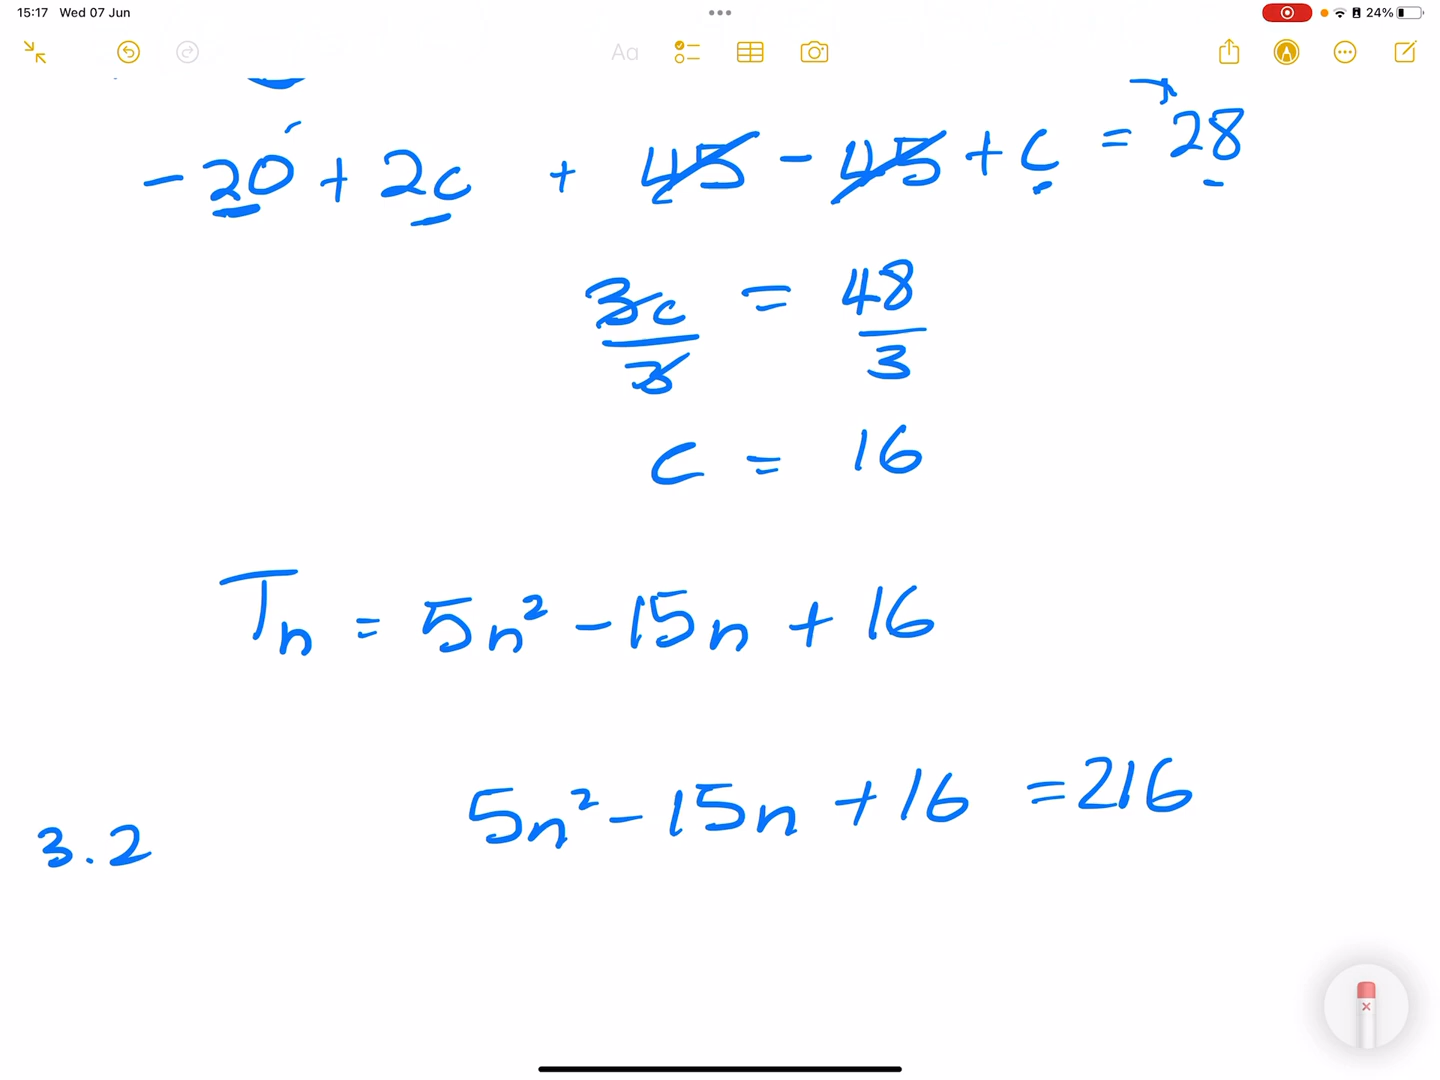 15:17 Wed 07 Jun
24%
Aa
-20 + 2c + 45 - 45 + c = 28
3c = 48
3 3
c = 16
Tn = 5n² - 15n + 16
3.2 5n² - 15n + 16 = 216